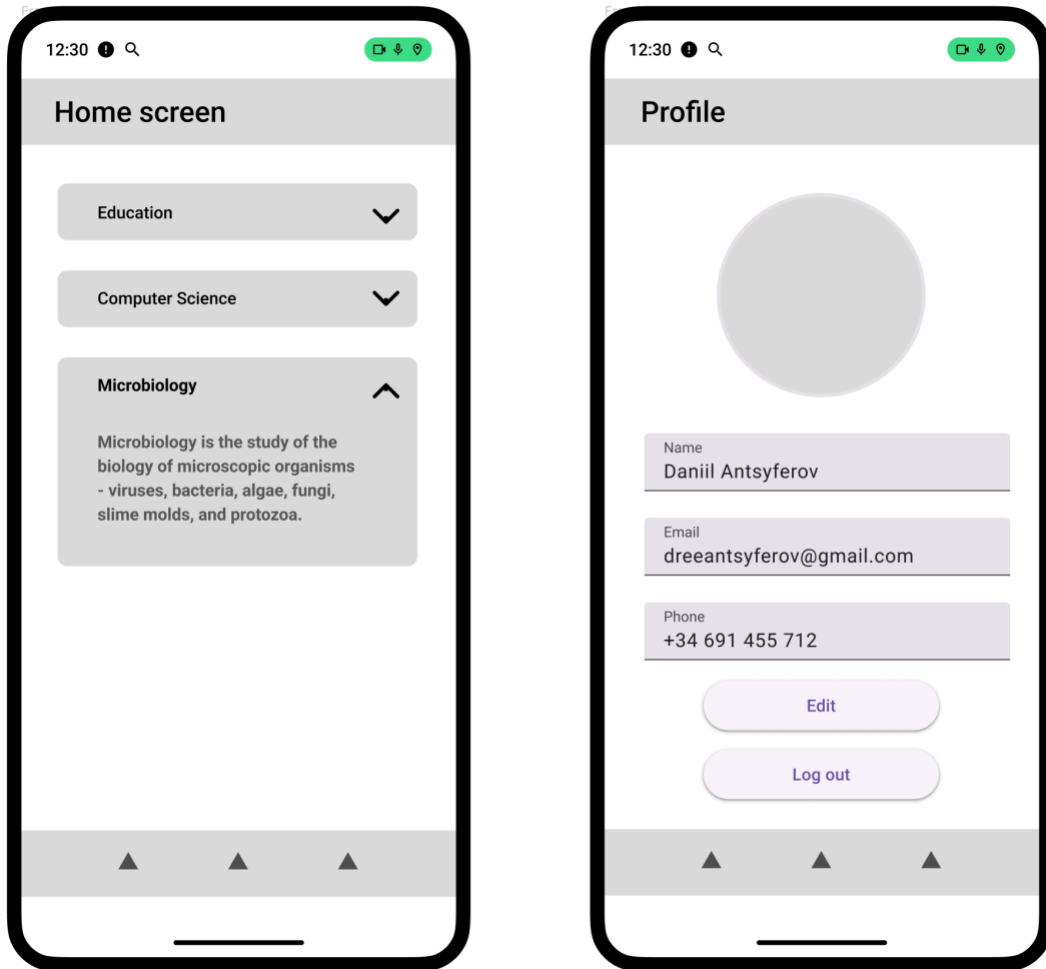 12:30
Home screen
Education
Computer Science
Microbiology
Microbiology is the study of the
biology of microscopic organisms
- viruses, bacteria, algae, fungi,
slime molds, and protozoa.
12:30
Profile
Name
Daniil Antsyferov
Email
dreeantsyferov@gmail.com
Phone
+34 691 455 712
Edit
Log out